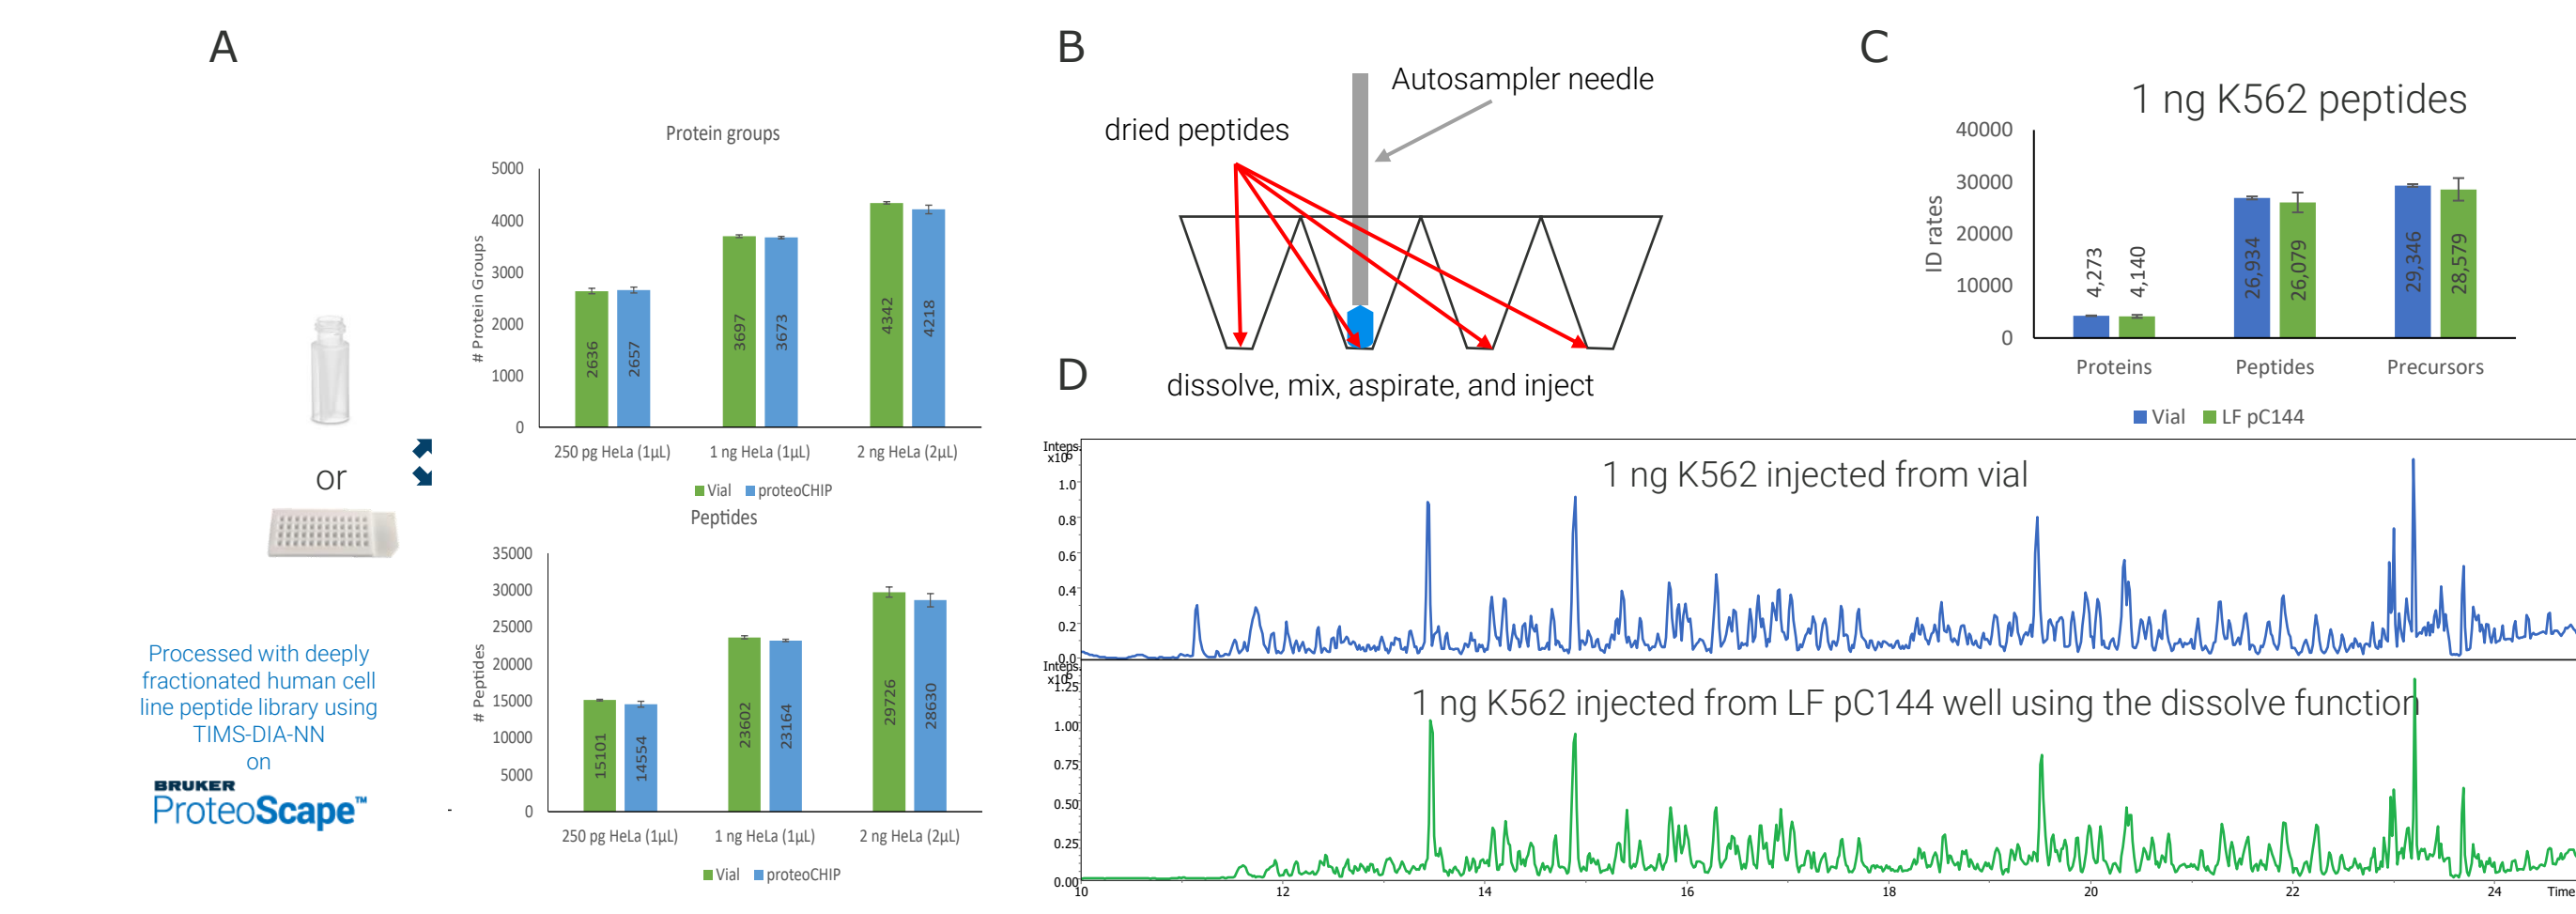 A
or
Processed with deeply
fractionated human cell
line peptide library using
TIMS-DIA-NN
on
BRUKER
ProteoScape™
Protein groups
# Protein Groups
5000
4000
3000
2000
1000
0
2636
2657
3697
3673
4342
4218
250 pg HeLa (1µL)
1 ng HeLa (1µL)
2 ng HeLa (2µL)
Vial
proteoCHIP
Peptides
# Peptides
35000
30000
25000
20000
15000
10000
5000
0
15101
14554
23602
23164
29726
28630
250 pg HeLa (1µL)
1 ng HeLa (1µL)
2 ng HeLa (2µL)
Vial
proteoCHIP
B
Autosampler needle
dried peptides
dissolve, mix, aspirate, and inject
C
1 ng K562 peptides
ID rates
40000
30000
20000
10000
0
4,273
4,140
26,934
26,079
29,346
28,579
Proteins
Peptides
Precursors
Vial
LF pC144
D
Intens.
x10⁶
1 ng K562 injected from vial
1.0
0.8
0.6
0.4
0.2
0.0
Intens.
x10⁶
1 ng K562 injected from LF pC144 well using the dissolve function
1.25
1.00
0.75
0.50
0.25
0.00
10
12
14
16
18
20
22
24
Time